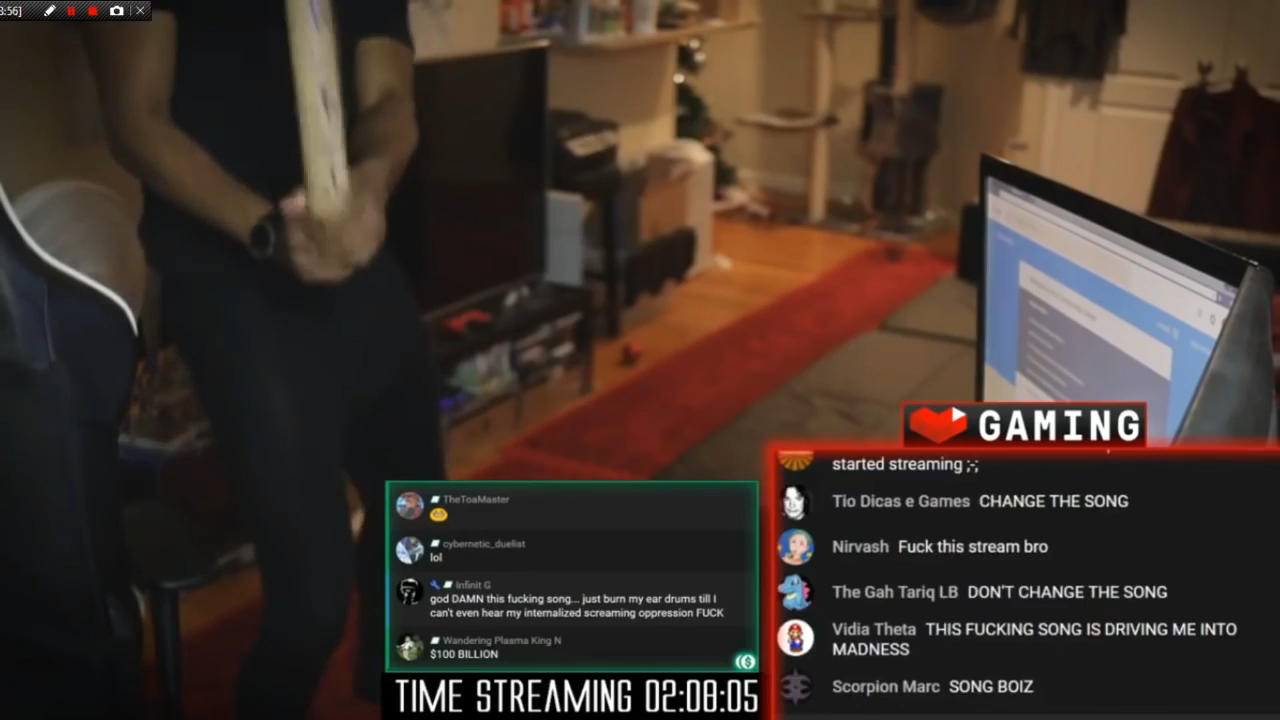 3:56]
GAMING
started streaming ;-;
Tio Dicas e Games CHANGE THE SONG
Nirvash Fuck this stream bro
The Gah Tariq LB DON'T CHANGE THE SONG
Vidia Theta THIS FUCKING SONG IS DRIVING ME INTO
MADNESS
Scorpion Marc SONG BOIZ
TheToaMaster
cybernetic_duelist
lol
Infinit G
god DAMN this fucking song... just burn my ear drums till I
can't even hear my internalized screaming oppression FUCK
Wandering Plasma King N
$100 BILLION
TIME STREAMING 02:08:05